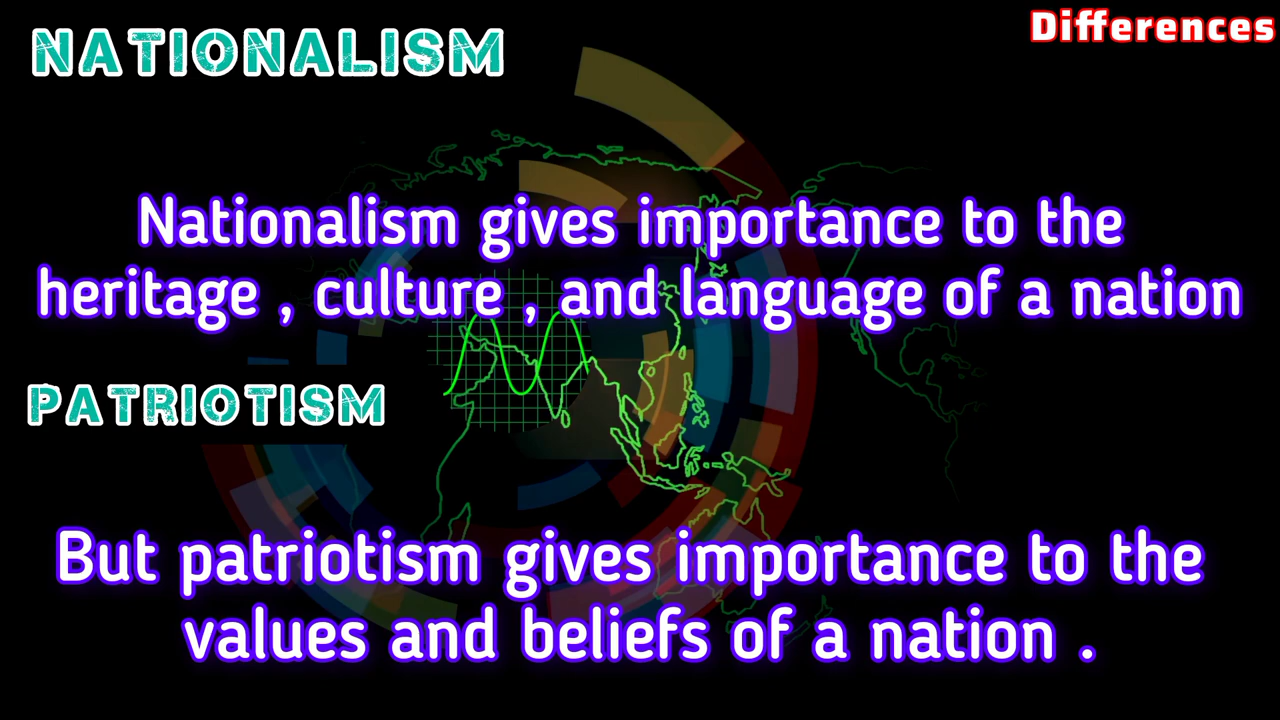 Differences
NATIONALISM
Nationalism gives importance to the
heritage , culture , and language of a nation
PATRIOTISM
But patriotism gives importance to the
values and beliefs of a nation .